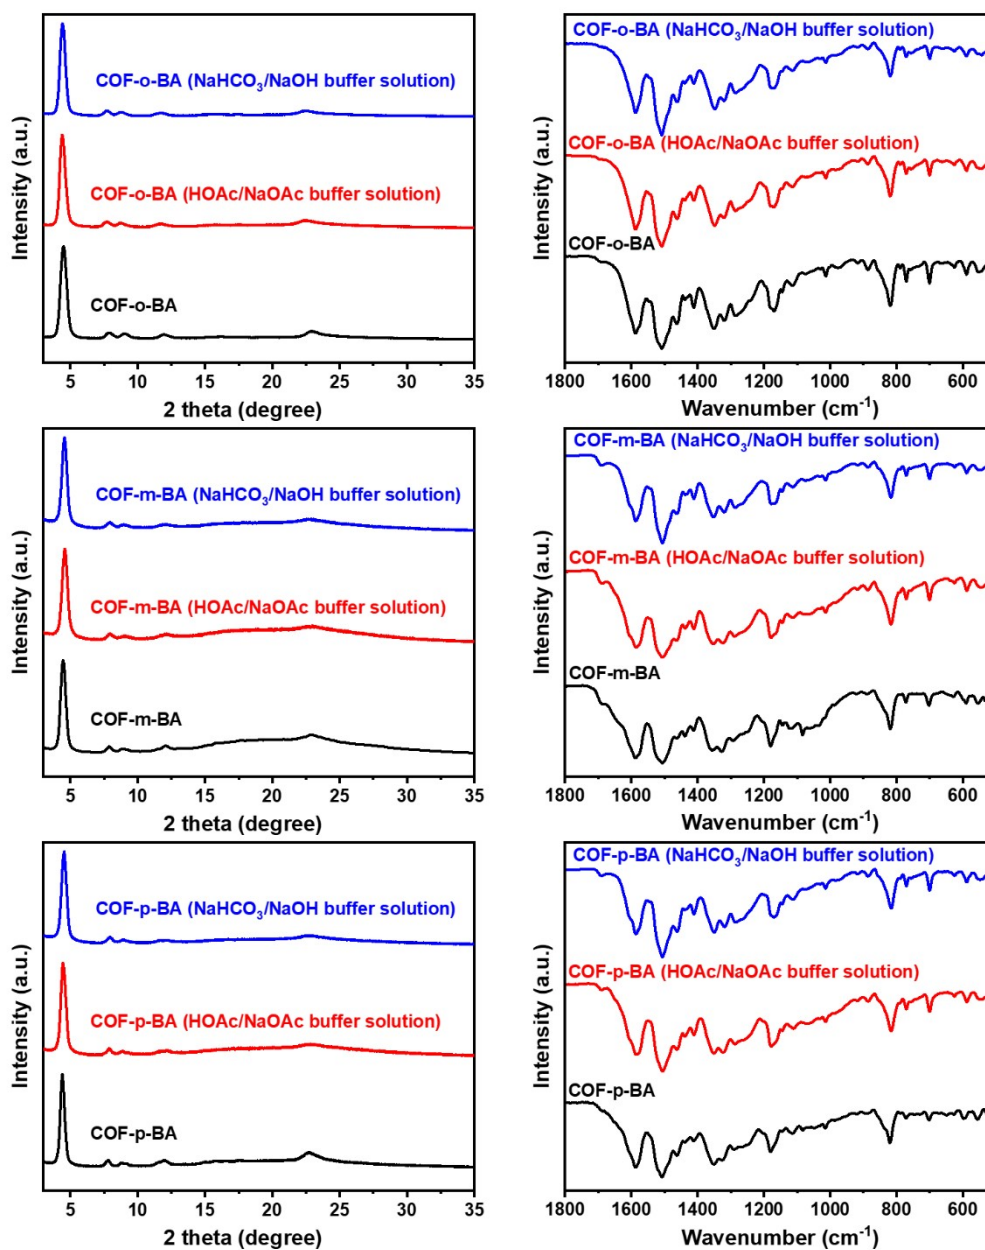 Intensity (a.u.)
COF-o-BA (NaHCO₃/NaOH buffer solution)
COF-o-BA (HOAc/NaOAc buffer solution)
COF-o-BA
5 10 15 20 25 30 35
2 theta (degree)
Intensity (a.u.)
COF-o-BA (NaHCO₃/NaOH buffer solution)
COF-o-BA (HOAc/NaOAc buffer solution)
COF-o-BA
1800 1600 1400 1200 1000 800 600
Wavenumber (cm⁻¹)
Intensity (a.u.)
COF-m-BA (NaHCO₃/NaOH buffer solution)
COF-m-BA (HOAc/NaOAc buffer solution)
COF-m-BA
5 10 15 20 25 30 35
2 theta (degree)
Intensity (a.u.)
COF-m-BA (NaHCO₃/NaOH buffer solution)
COF-m-BA (HOAc/NaOAc buffer solution)
COF-m-BA
1800 1600 1400 1200 1000 800 600
Wavenumber (cm⁻¹)
Intensity (a.u.)
COF-p-BA (NaHCO₃/NaOH buffer solution)
COF-p-BA (HOAc/NaOAc buffer solution)
COF-p-BA
5 10 15 20 25 30 35
2 theta (degree)
Intensity (a.u.)
COF-p-BA (NaHCO₃/NaOH buffer solution)
COF-p-BA (HOAc/NaOAc buffer solution)
COF-p-BA
1800 1600 1400 1200 1000 800 600
Wavenumber (cm⁻¹)